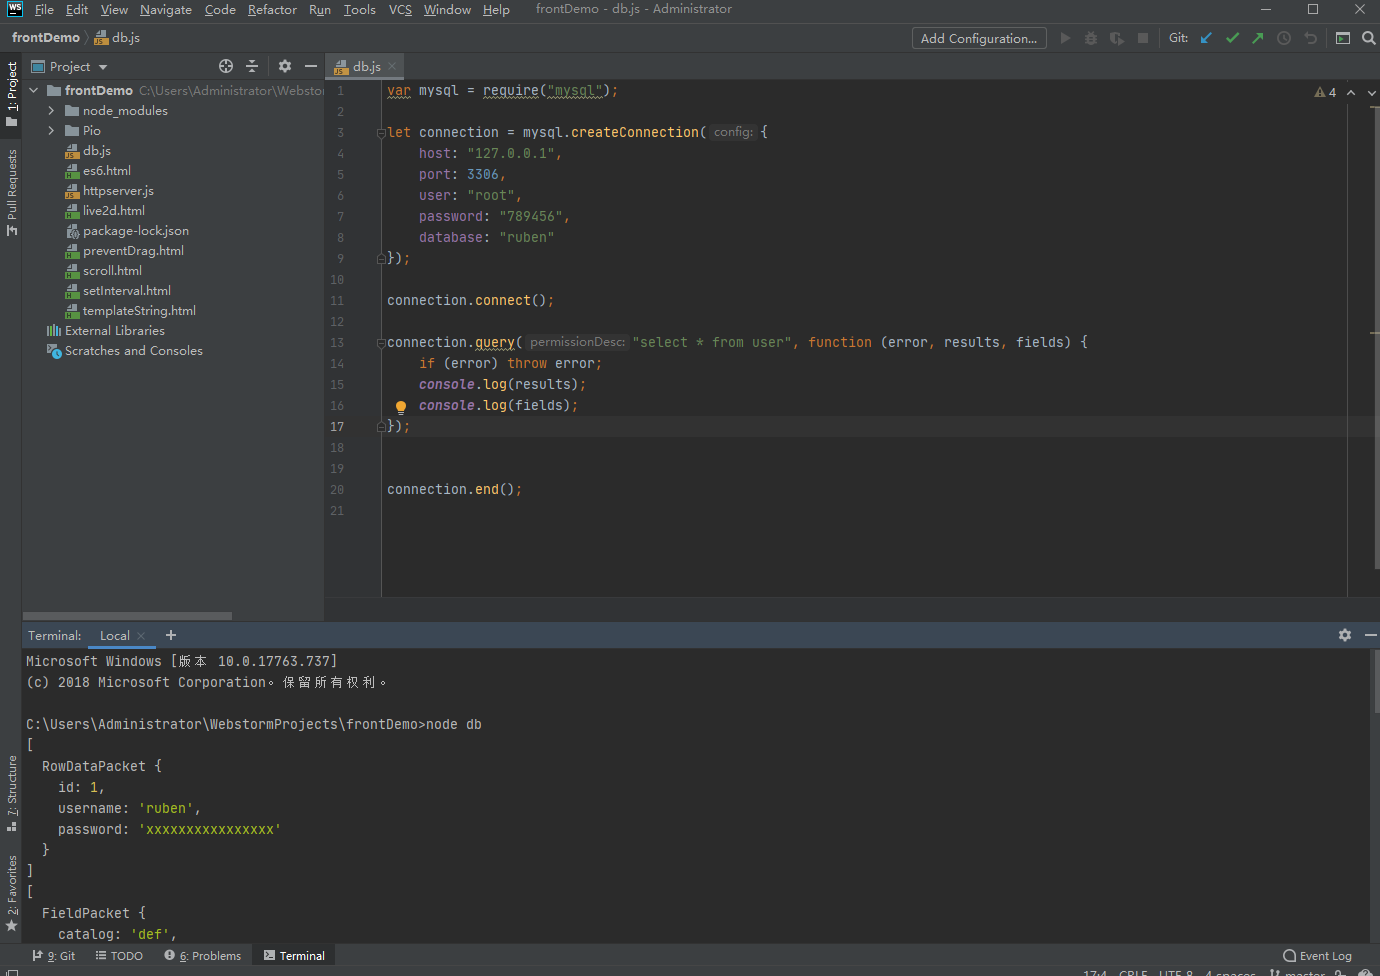 WS File Edit View Navigate Code Refactor Run Tools VCS Window Help frontDemo - db.js - Administrator
frontDemo db.js Add Configuration... Git:
1: Project
Pull Requests
7: Structure
2: Favorites
Project
frontDemo C:\Users\Administrator\Websto
node_modules
Pio
db.js
es6.html
httpserver.js
live2d.html
package-lock.json
preventDrag.html
scroll.html
setInterval.html
templateString.html
External Libraries
Scratches and Consoles
db.js
4
1 var mysql = require("mysql");
2
3 let connection = mysql.createConnection( config: {
4 host: "127.0.0.1",
5 port: 3306,
6 user: "root",
7 password: "789456",
8 database: "ruben"
9 });
10
11 connection.connect();
12
13 connection.query( permissionDesc: "select * from user", function (error, results, fields) {
14 if (error) throw error;
15 console.log(results);
16 console.log(fields);
17 });
18
19
20 connection.end();
21
Terminal: Local +
Microsoft Windows [版本 10.0.17763.737]
(c) 2018 Microsoft Corporation。保留所有权利。
C:\Users\Administrator\WebstormProjects\frontDemo>node db
[
RowDataPacket {
id: 1,
username: 'ruben',
password: 'xxxxxxxxxxxxxxxx'
}
]
[
FieldPacket {
catalog: 'def',
9: Git TODO 6: Problems Terminal Event Log
17:4 CRLF UTF-8 4 spaces master